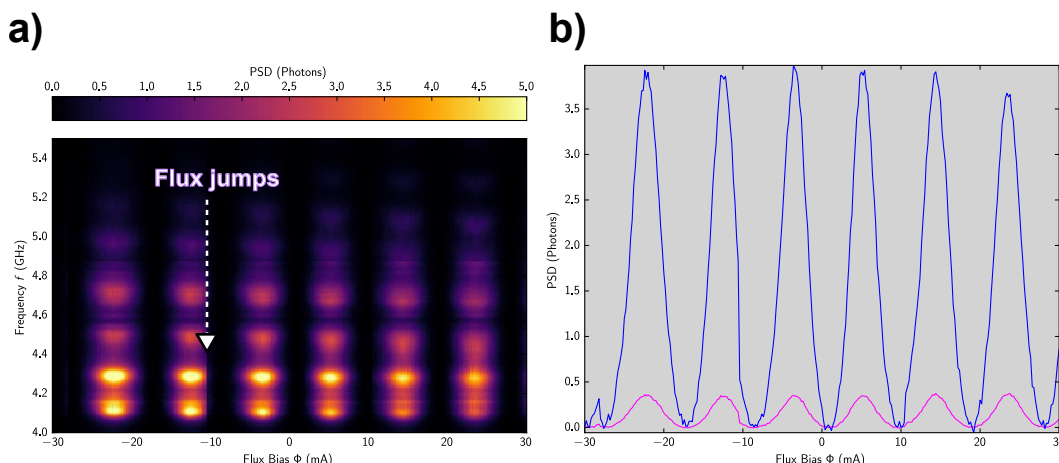 a)
PSD (Photons)
0.0 0.5 1.0 1.5 2.0 2.5 3.0 3.5 4.0 4.5 5.0
Flux jumps
Frequency f (GHz)
5.4
5.2
5.0
4.8
4.6
4.4
4.2
4.0
−30 −20 −10 0 10 20 30
Flux Bias Φ (mA)
b)
PSD (Photons)
3.5
3.0
2.5
2.0
1.5
1.0
0.5
0.0
−30 −20 −10 0 10 20 30
Flux Bias Φ (mA)